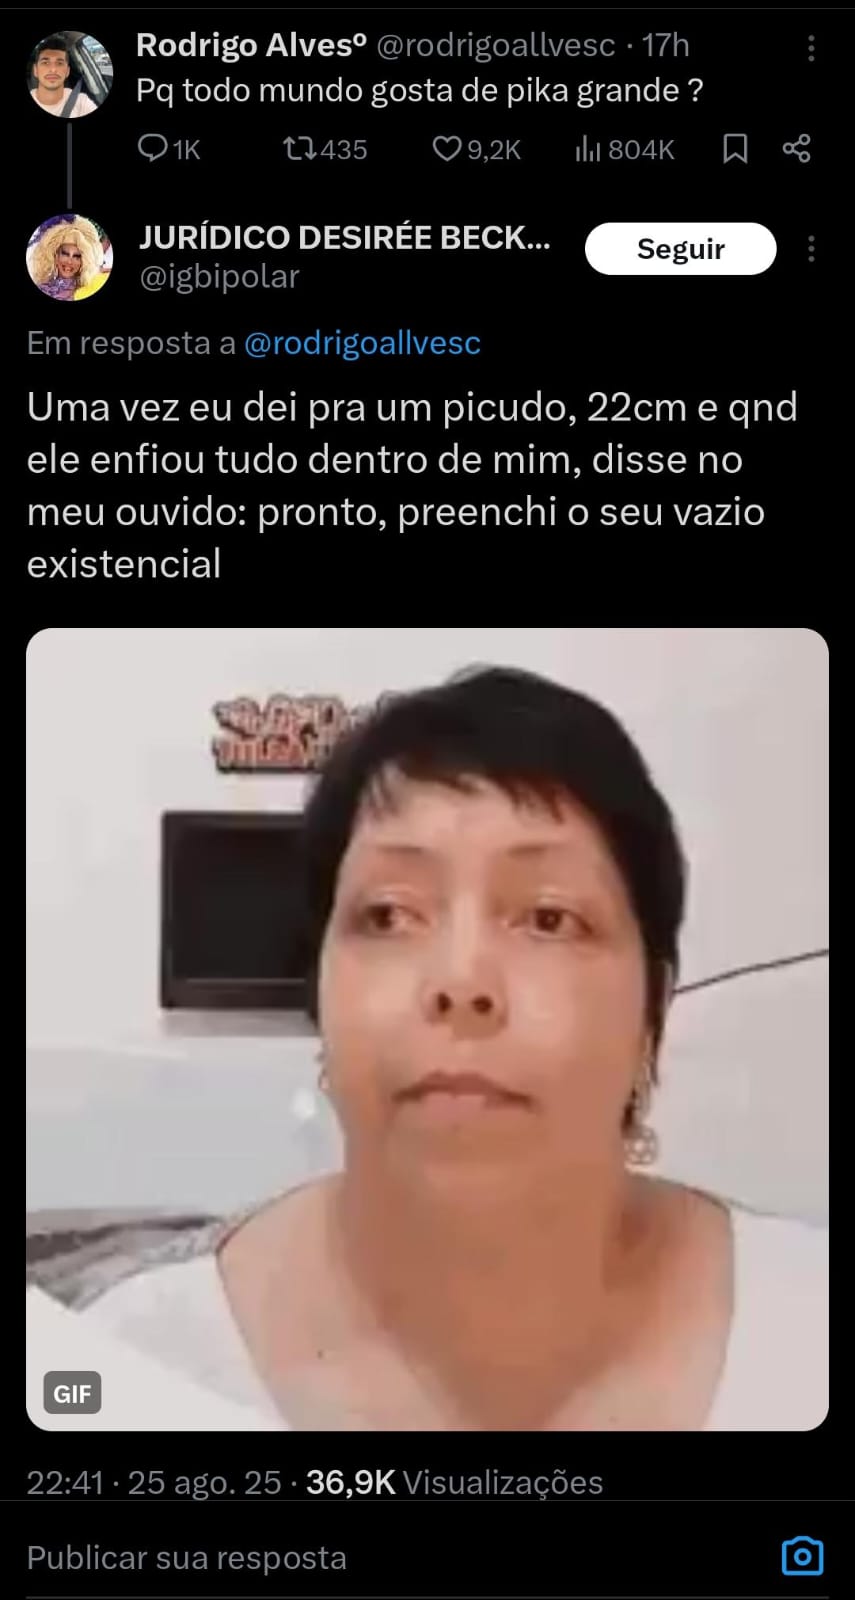 Rodrigo Alvesº @rodrigoallvesc · 17h
Pq todo mundo gosta de pika grande ?
1K 435 9,2K 804K
JURÍDICO DESIRÉE BECK...
Seguir
@igbipolar
Em resposta a @rodrigoallvesc
Uma vez eu dei pra um picudo, 22cm e qnd
ele enfiou tudo dentro de mim, disse no
meu ouvido: pronto, preenchi o seu vazio
existencial
GIF
22:41 · 25 ago. 25 · 36,9K Visualizações
Publicar sua resposta